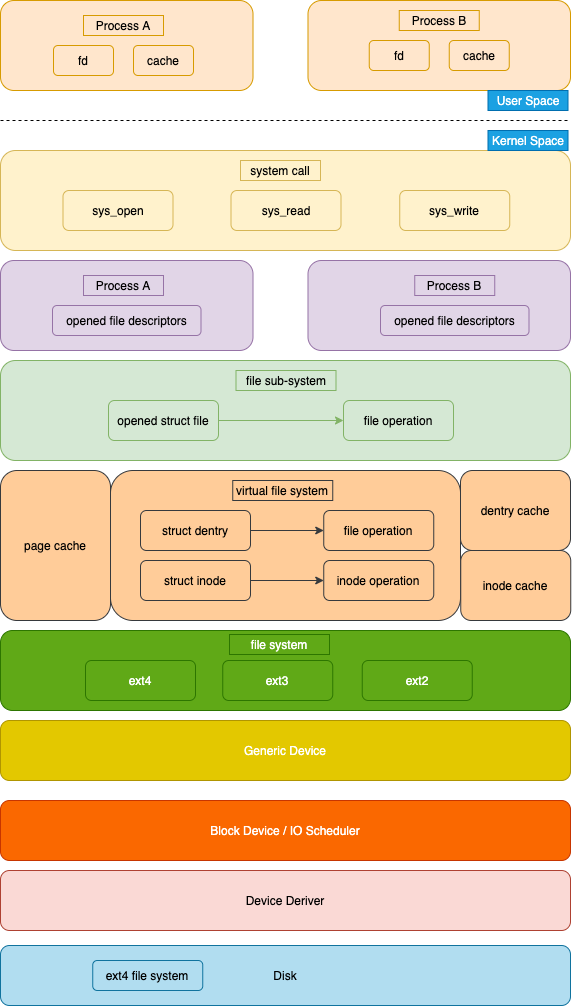 Process A
fd
cache
Process B
fd
cache
User Space
Kernel Space
system call
sys_open
sys_read
sys_write
Process A
opened file descriptors
Process B
opened file descriptors
file sub-system
opened struct file
file operation
page cache
virtual file system
struct dentry
file operation
struct inode
inode operation
dentry cache
inode cache
file system
ext4
ext3
ext2
Generic Device
Block Device / IO Scheduler
Device Deriver
ext4 file system
Disk